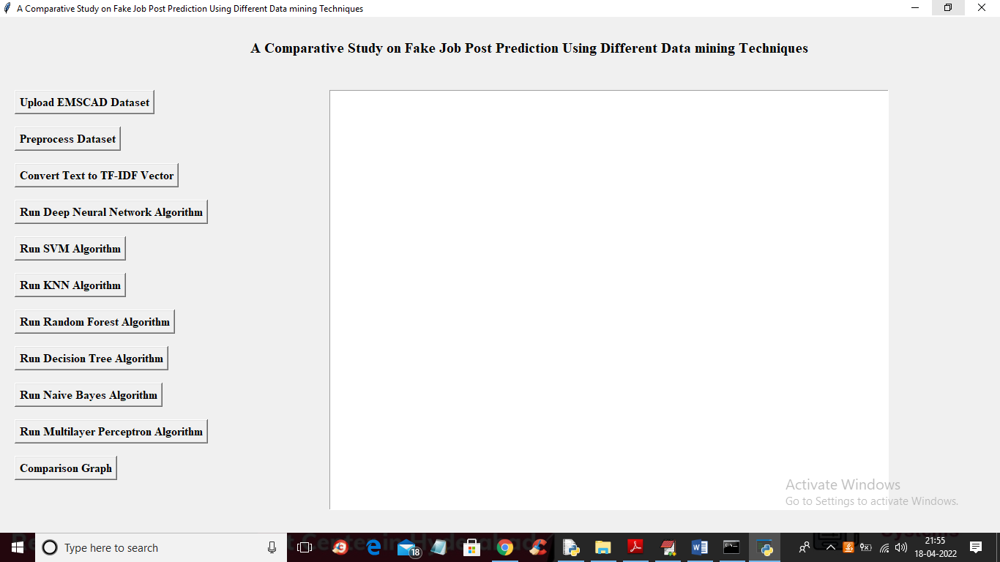 A Comparative Study on Fake Job Post Prediction Using Different Data mining Techniques
A Comparative Study on Fake Job Post Prediction Using Different Data mining Techniques
Upload EMSCAD Dataset
Preprocess Dataset
Convert Text to TF-IDF Vector
Run Deep Neural Network Algorithm
Run SVM Algorithm
Run KNN Algorithm
Run Random Forest Algorithm
Run Decision Tree Algorithm
Run Naive Bayes Algorithm
Run Multilayer Perceptron Algorithm
Comparison Graph
Activate Windows
Go to Settings to activate Windows.
Type here to search
18
21:55
18-04-2022